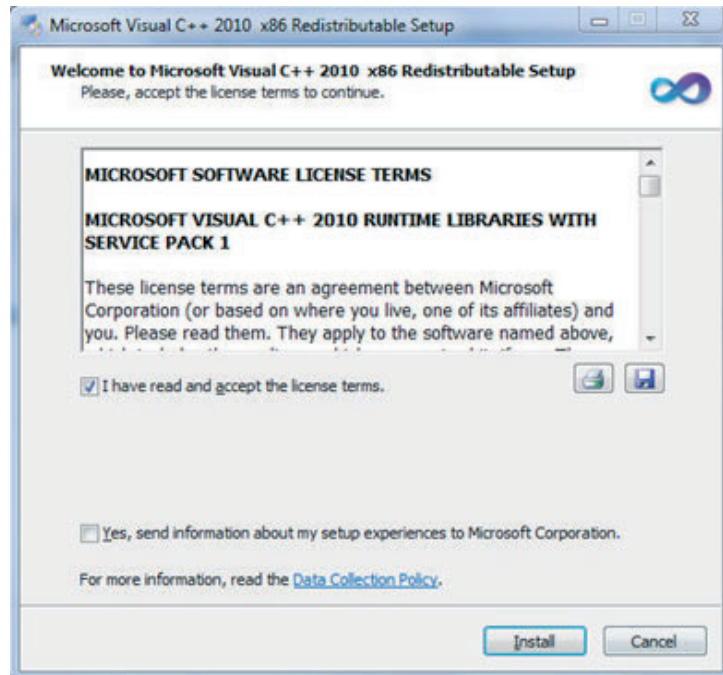 Microsoft Visual C++ 2010 x86 Redistributable Setup
Welcome to Microsoft Visual C++ 2010 x86 Redistributable Setup
Please, accept the license terms to continue.
MICROSOFT SOFTWARE LICENSE TERMS
MICROSOFT VISUAL C++ 2010 RUNTIME LIBRARIES WITH
SERVICE PACK 1
These license terms are an agreement between Microsoft
Corporation (or based on where you live, one of its affiliates) and
you. Please read them. They apply to the software named above,
I have read and accept the license terms.
Yes, send information about my setup experiences to Microsoft Corporation.
For more information, read the Data Collection Policy.
Install Cancel